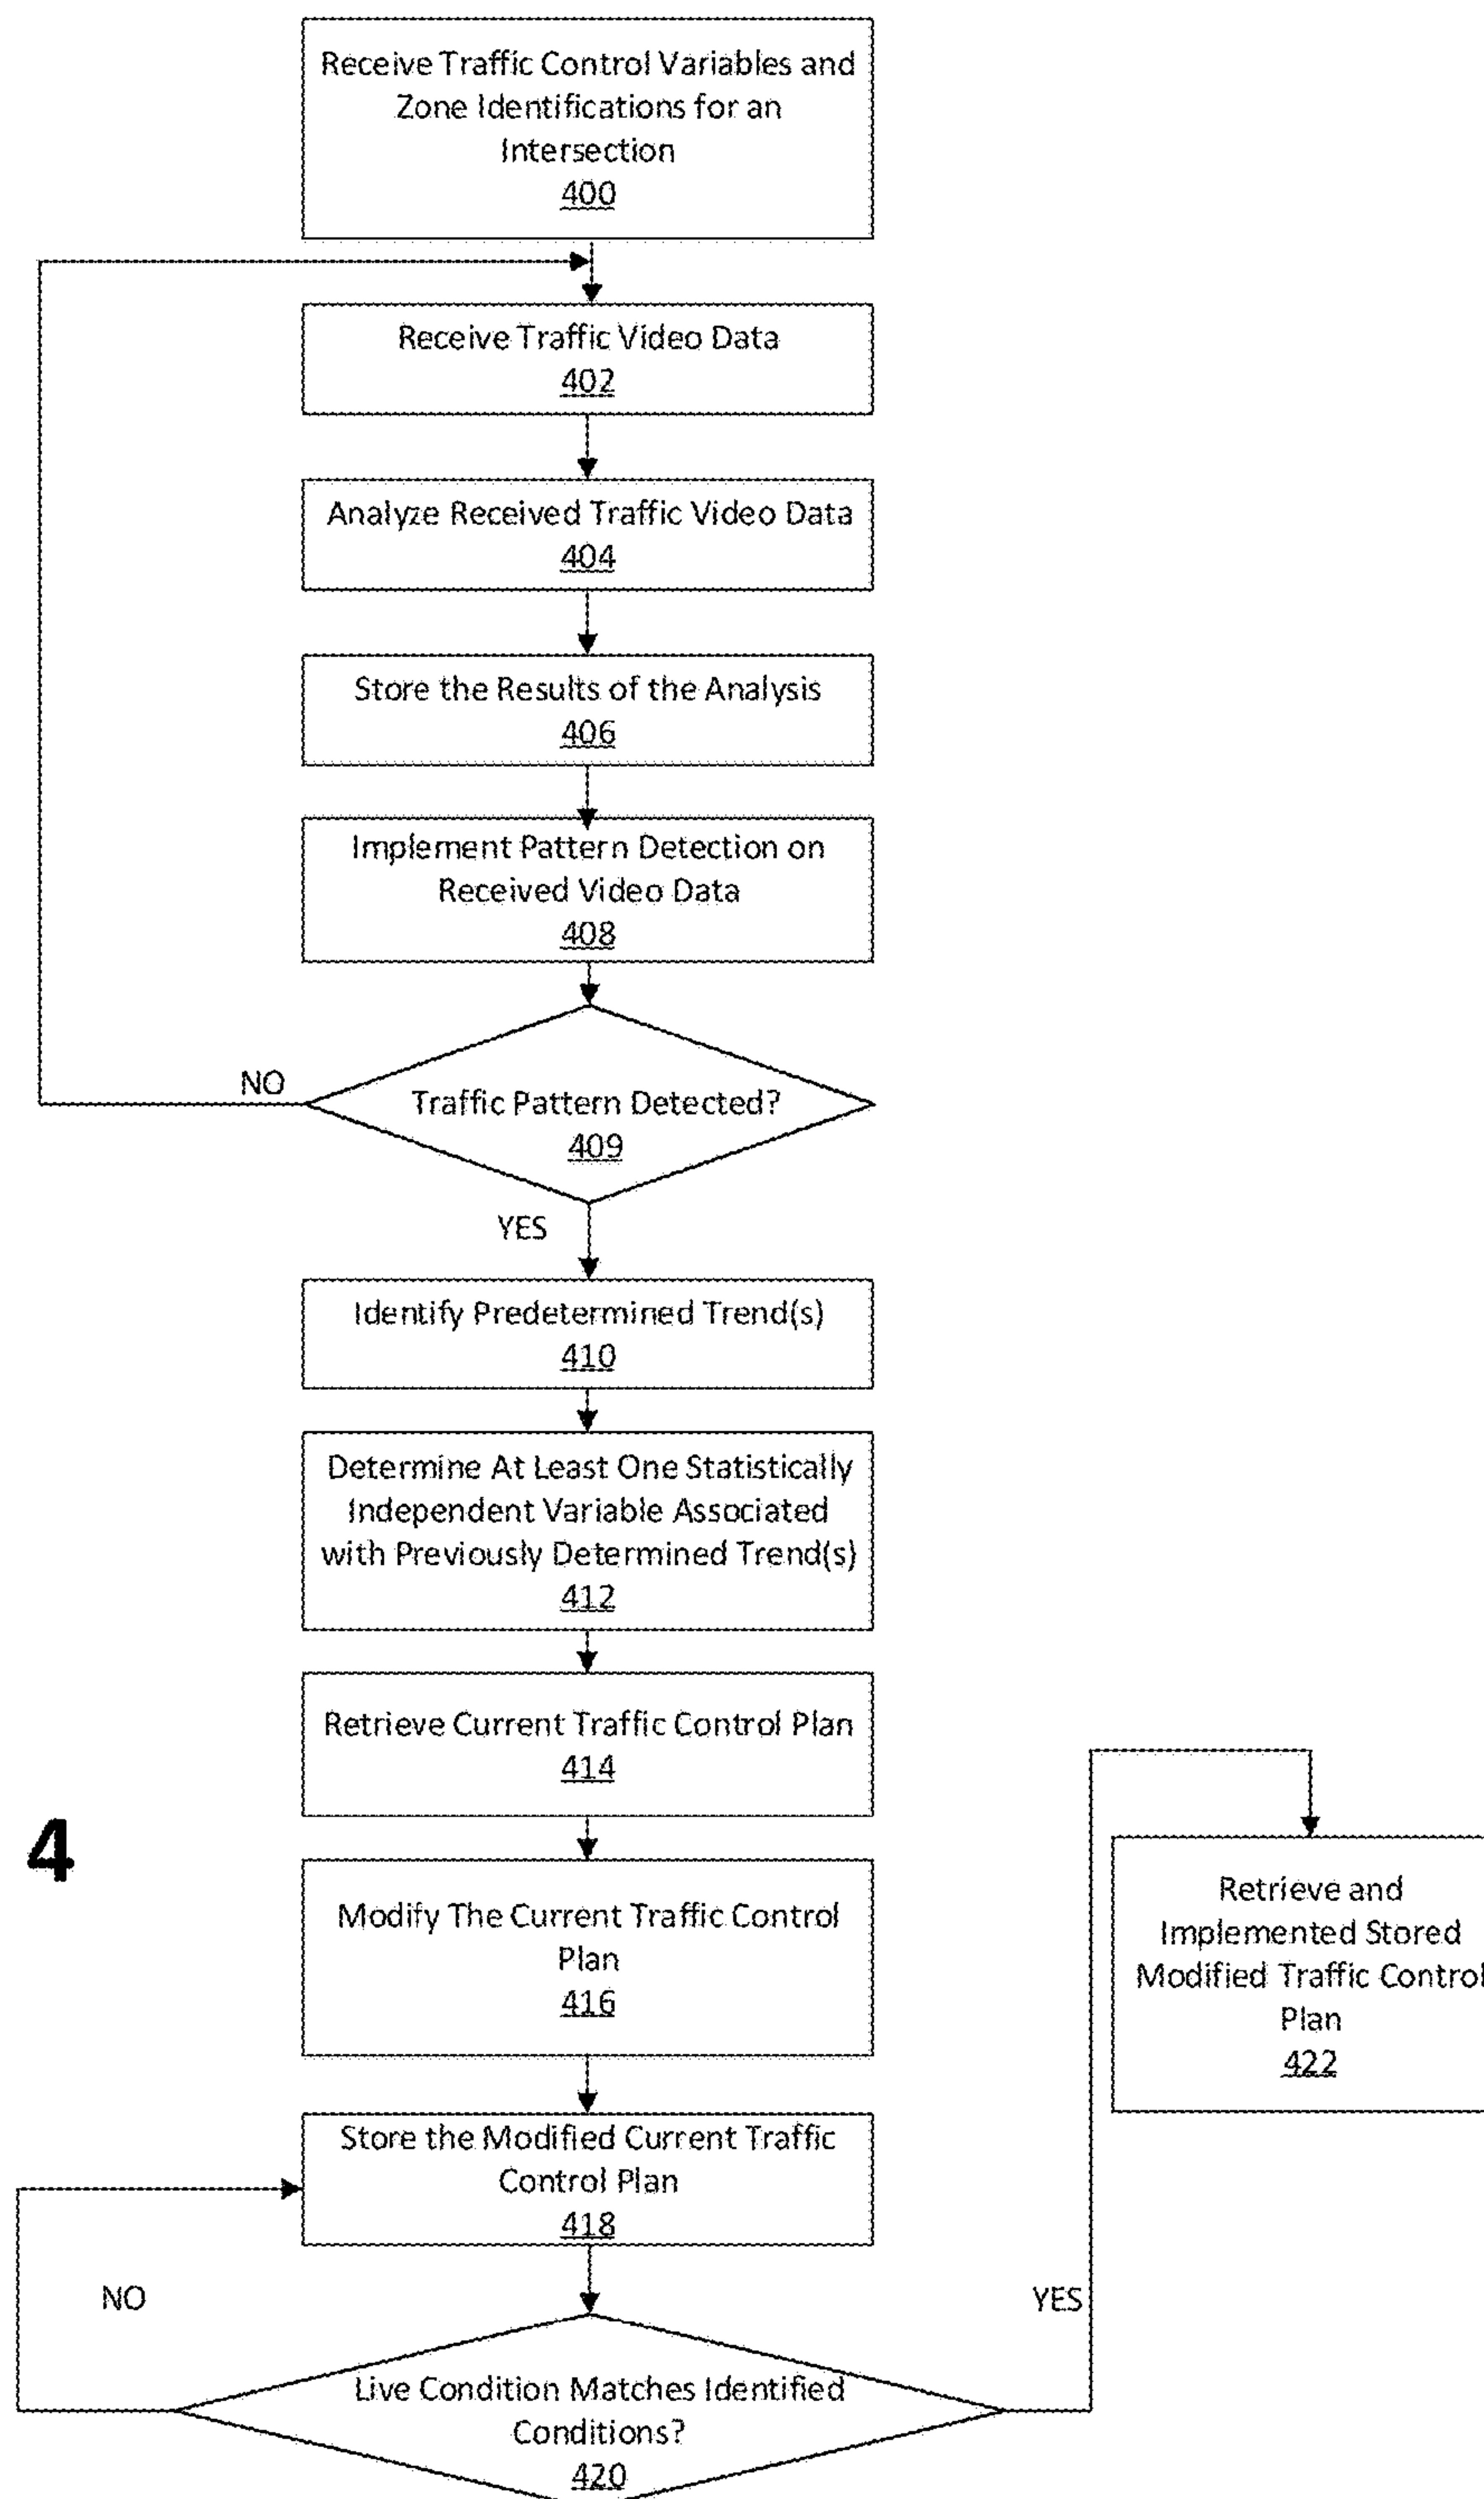 Receive Traffic Control Variables and
Zone Identifications for an
Intersection
400
Receive Traffic Video Data
402
Analyze Received Traffic Video Data
404
Store the Results of the Analysis
406
Implement Pattern Detection on
Received Video Data
408
NO
Traffic Pattern Detected?
409
YES
Identify Predetermined Trend(s)
410
Determine At Least One Statistically
Independent Variable Associated
with Previously Determined Trend(s)
412
Retrieve Current Traffic Control Plan
414
4
Modify The Current Traffic Control
Plan
416
Store the Modified Current Traffic
Control Plan
418
NO
YES
Live Condition Matches Identified
Conditions?
420
Retrieve and
Implemented Stored
Modified Traffic Control
Plan
422